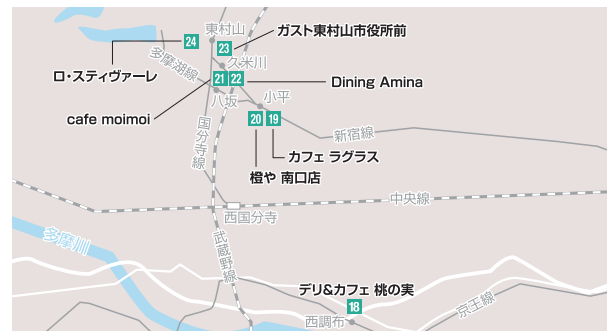 東村山
ガスト東村山市役所前
24
23
久米川
ロ・スティヴァーレ
多摩湖線
21
22
Dining Amina
八坂
小平
cafe moimoi
20
19
新宿線
国分寺線
カフェ ラグラス
橙や 南口店
中央線
西国分寺
多摩川
武蔵野線
デリ&カフェ 桃の実
18
京王線
西調布